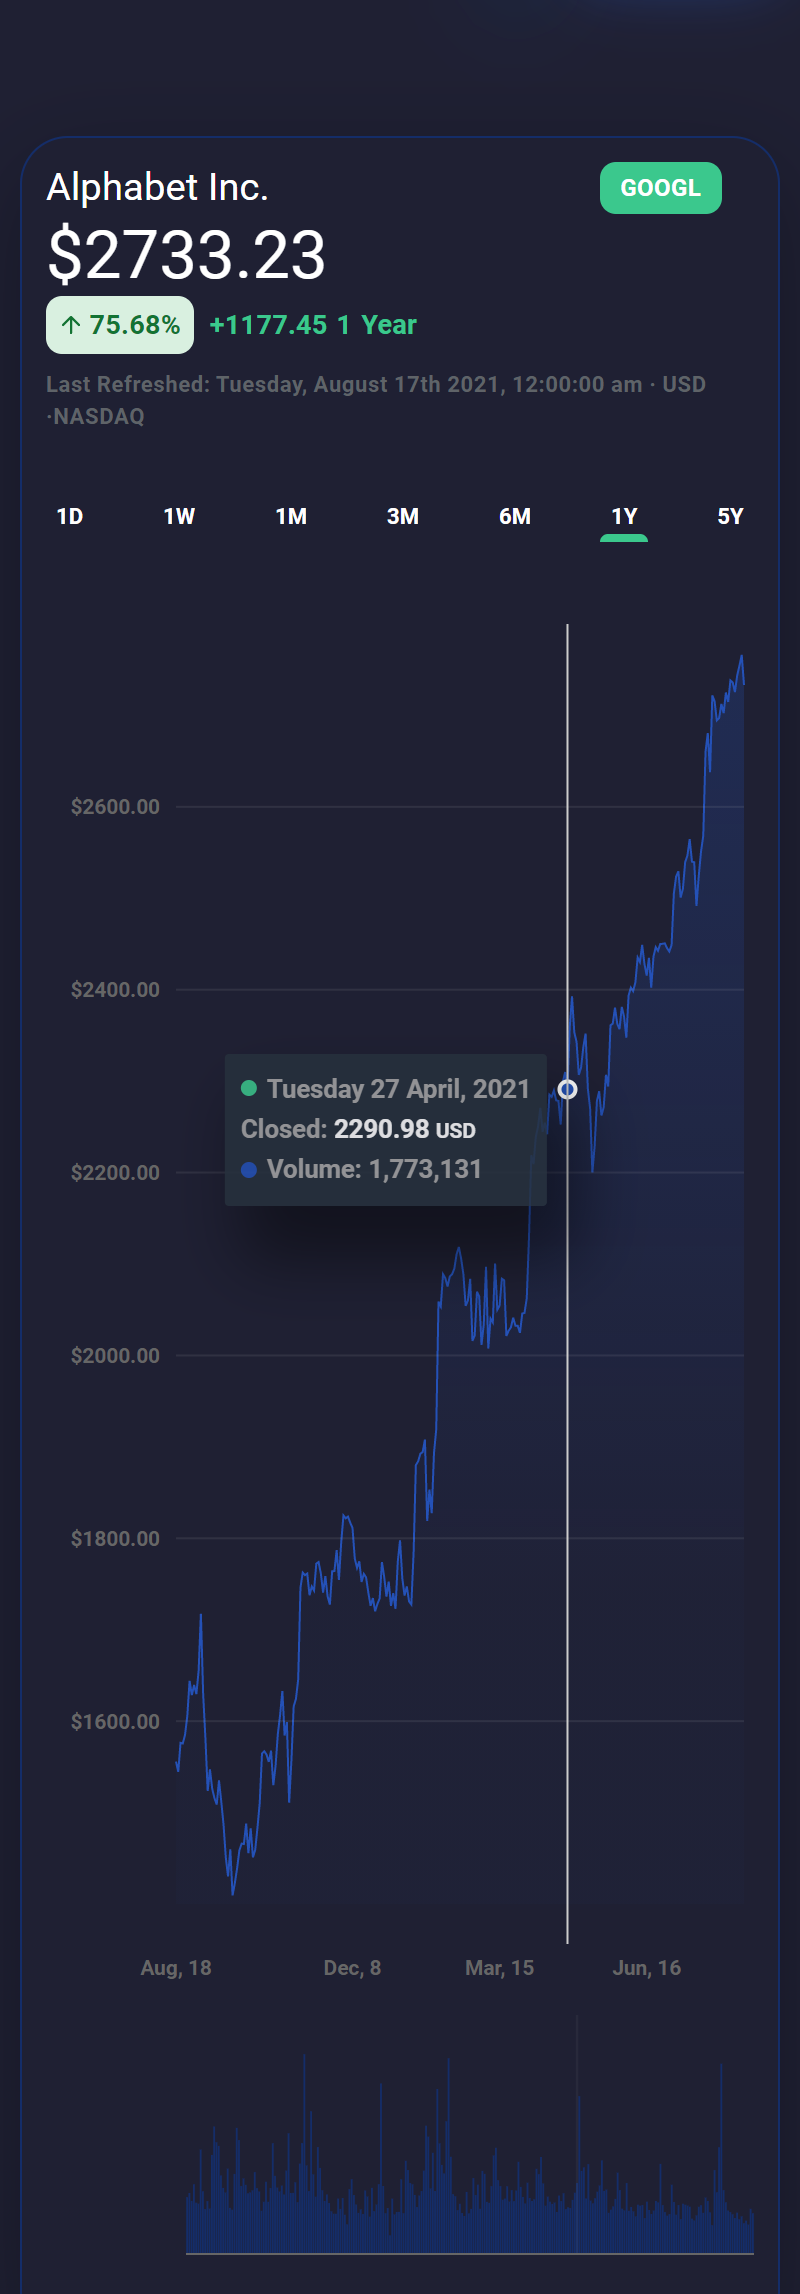 Alphabet Inc.
GOOGL
$2733.23
↑ 75.68% +1177.45 1 Year
Last Refreshed: Tuesday, August 17th 2021, 12:00:00 am · USD
·NASDAQ
1D 1W 1M 3M 6M 1Y 5Y
$2600.00
$2400.00
Tuesday 27 April, 2021
Closed: 2290.98 USD
Volume: 1,773,131
$2200.00
$2000.00
$1800.00
$1600.00
Aug, 18 Dec, 8 Mar, 15 Jun, 16